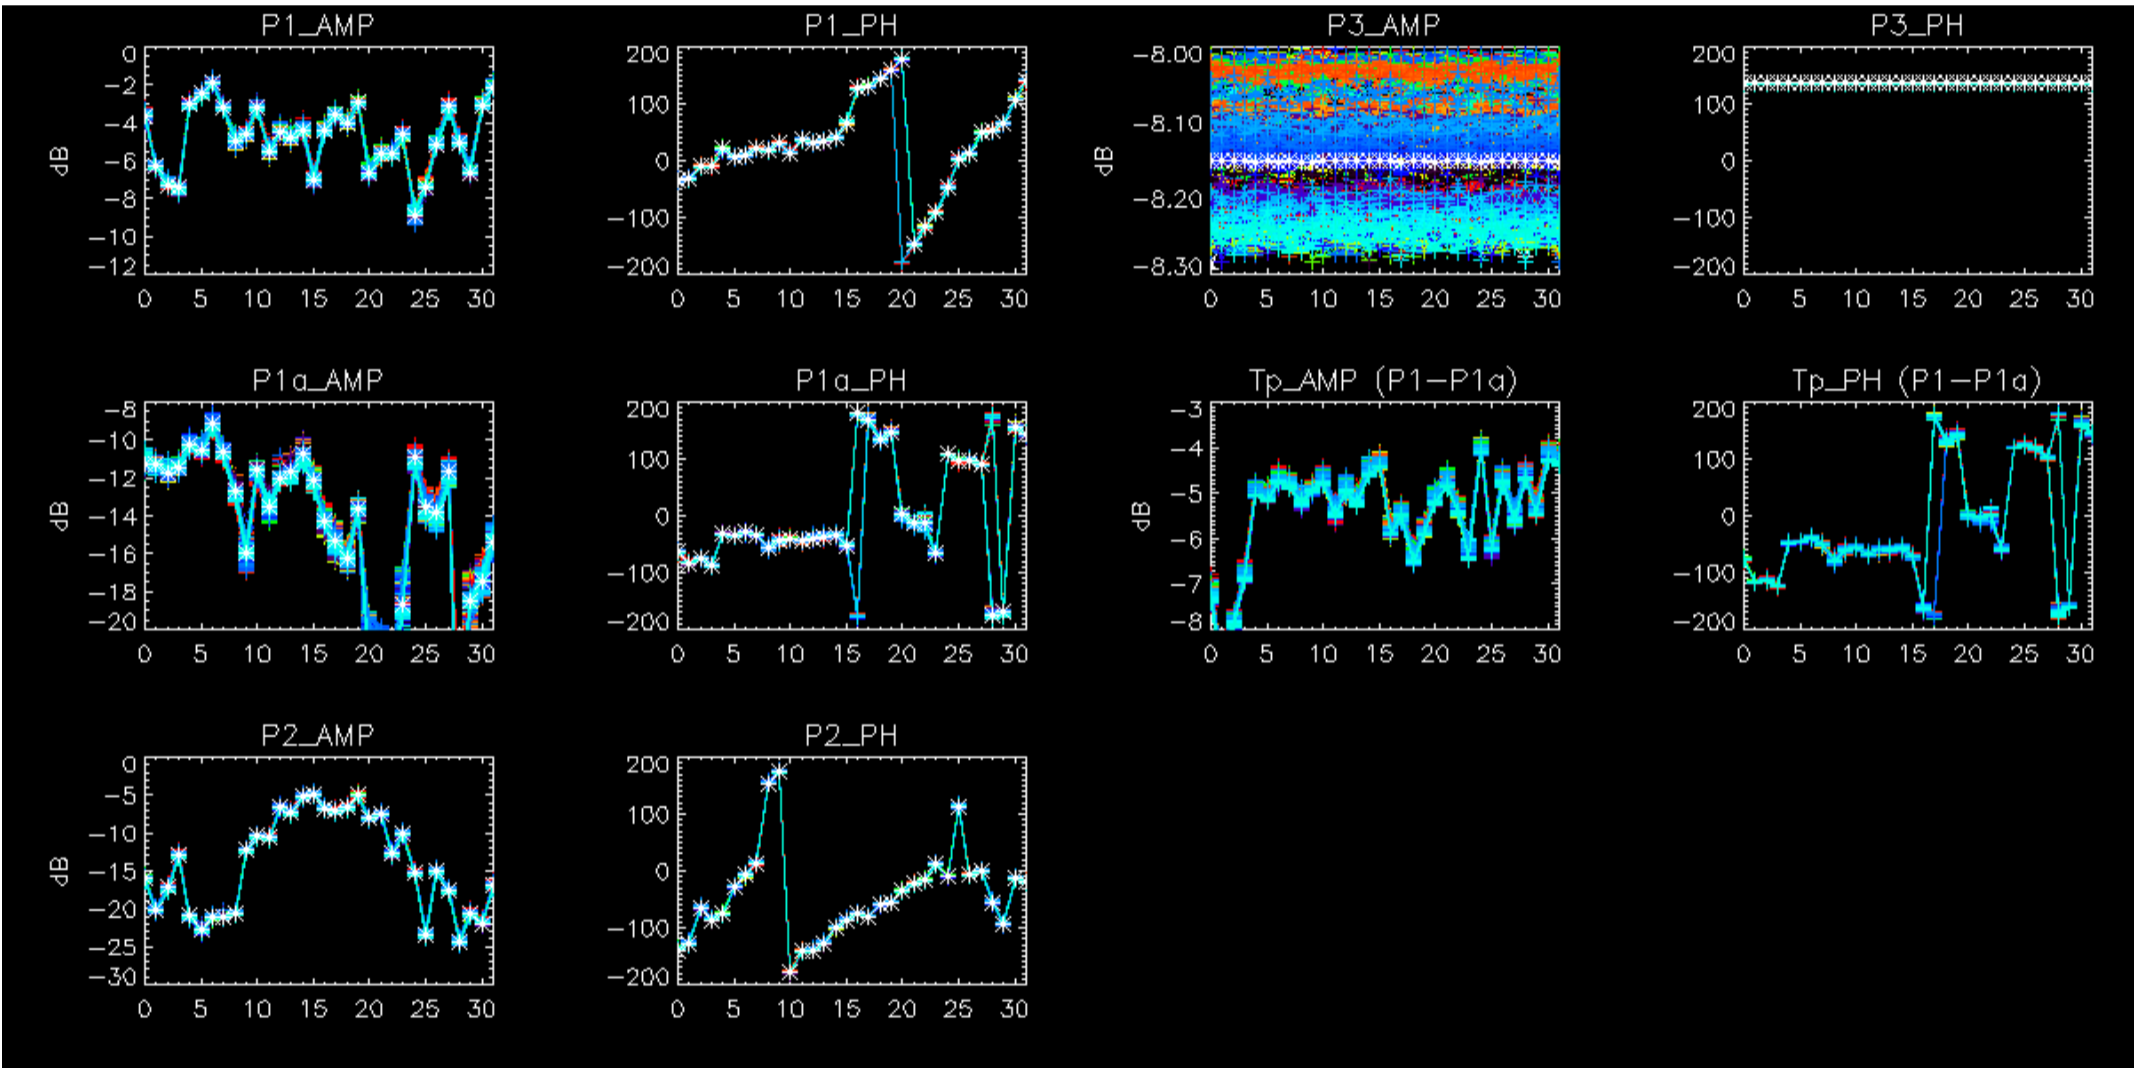 P1_AMP
P1_PH
P3_AMP
P3_PH
0
-2
-4
-6
-8
-10
-12
dB
0 5 10 15 20 25 30
200
100
0
-100
-200
0 5 10 15 20 25 30
-8.00
-8.10
-8.20
-8.30
dB
0 5 10 15 20 25 30
200
100
0
-100
-200
0 5 10 15 20 25 30
P1a_AMP
P1a_PH
Tp_AMP (P1-P1a)
Tp_PH (P1-P1a)
-8
-10
-12
-14
-16
-18
-20
dB
0 5 10 15 20 25 30
200
100
0
-100
-200
0 5 10 15 20 25 30
-3
-4
-5
-6
-7
-8
dB
0 5 10 15 20 25 30
200
100
0
-100
-200
0 5 10 15 20 25 30
P2_AMP
P2_PH
0
-5
-10
-15
-20
-25
-30
dB
0 5 10 15 20 25 30
200
100
0
-100
-200
0 5 10 15 20 25 30